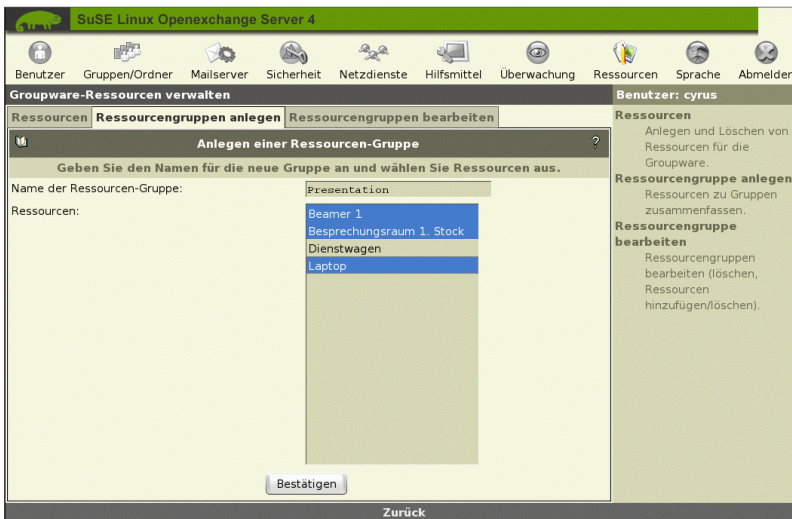 SuSE Linux Openexchange Server 4
Benutzer Gruppen/Ordner Mailserver Sicherheit Netzdienste Hilfsmittel Überwachung Ressourcen Sprache Abmelden
Groupware-Ressourcen verwalten
Benutzer: cyrus
Ressourcen Ressourcengruppen anlegen Ressourcengruppen bearbeiten
Anlegen einer Ressourcen-Gruppe ?
Geben Sie den Namen für die neue Gruppe an und wählen Sie Ressourcen aus.
Name der Ressourcen-Gruppe: Presentation
Ressourcen:
Beamer 1
Besprechungsraum 1. Stock
Dienstwagen
Laptop
Bestätigen
Ressourcen
Anlegen und Löschen von
Ressourcen für die
Groupware.
Ressourcengruppe anlegen
Ressourcen zu Gruppen
zusammenfassen.
Ressourcengruppe
bearbeiten
Ressourcengruppen
bearbeiten (löschen,
Ressourcen
hinzufügen/löschen).
Zurück